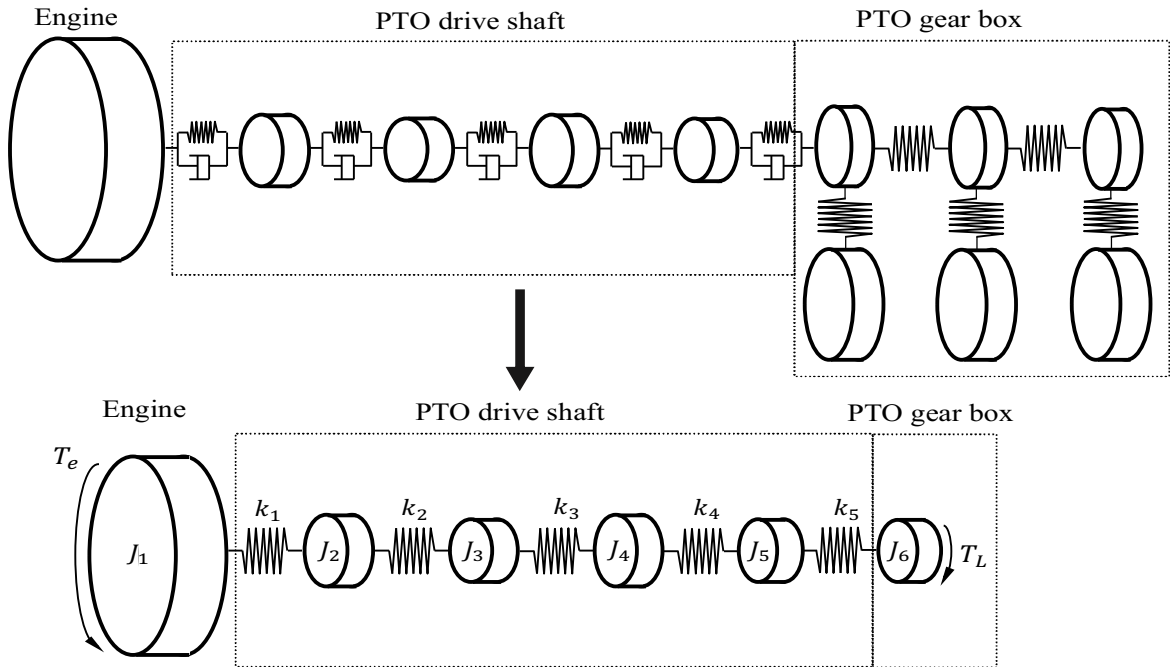 Engine
PTO drive shaft
PTO gear box
Engine
PTO drive shaft
PTO gear box
T_e
k_1
k_2
k_3
k_4
k_5
J_1
J_2
J_3
J_4
J_5
J_6
T_L